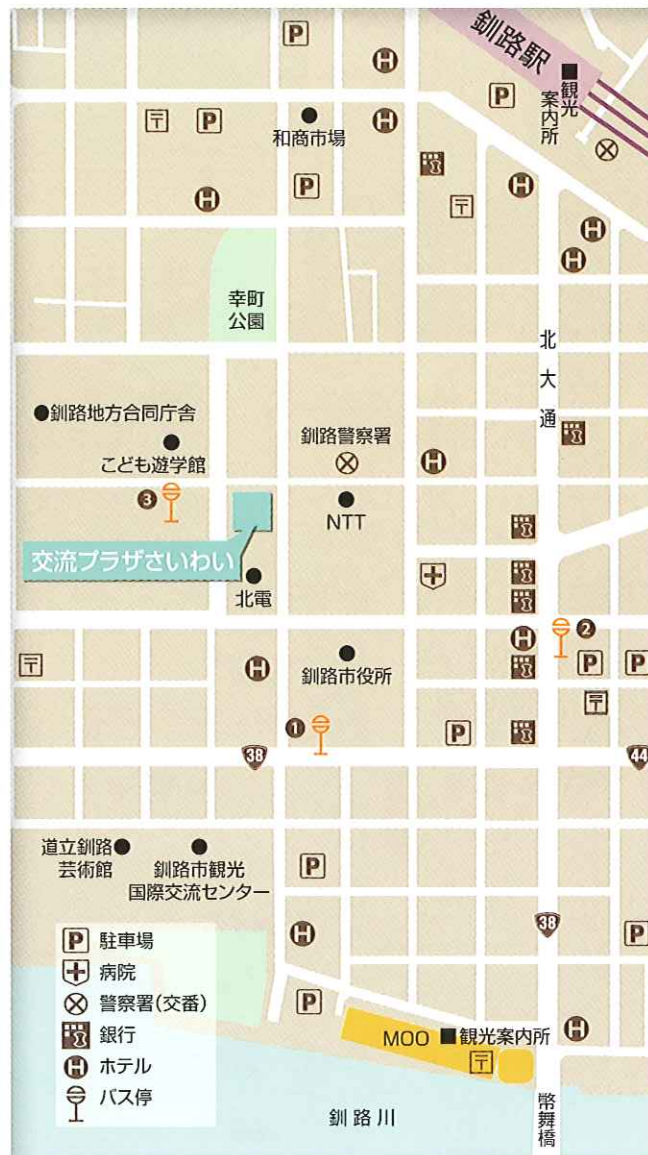 釧路駅
観光
案内所
P
H
P
〒
P
和商市場
H
P
H
〒
H
H
H
幸町
公園
北大通
釧路地方合同庁舎
こども遊学館
釧路警察署
H
③
NTT
交流プラザさいわい
北電
②
H
P
P
〒
H
釧路市役所
〒
①
P
38
44
道立釧路
芸術館
釧路市観光
国際交流センター
P
H
38
P
P
MOO
観光案内所
〒
H
P 駐車場
病院
警察署(交番)
銀行
H ホテル
バス停
釧路川
幣舞橋